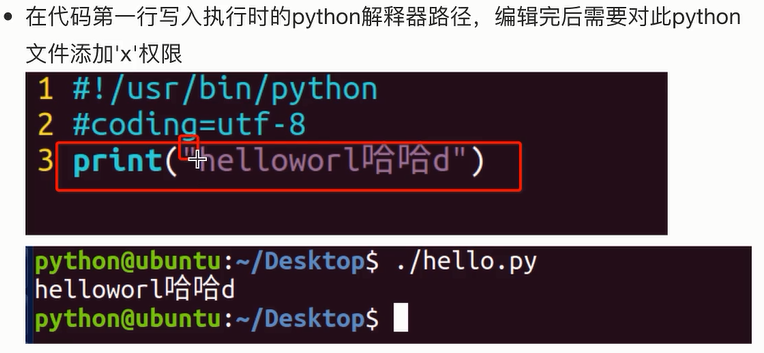 在代码第一行写入执行时的python解释器路径，编辑完后需要对此python
文件添加'x'权限
1 #!/usr/bin/python
2 #coding=utf-8
3 print("helloworl哈哈d")
python@ubuntu:~/Desktop$ ./hello.py
helloworl哈哈d
python@ubuntu:~/Desktop$